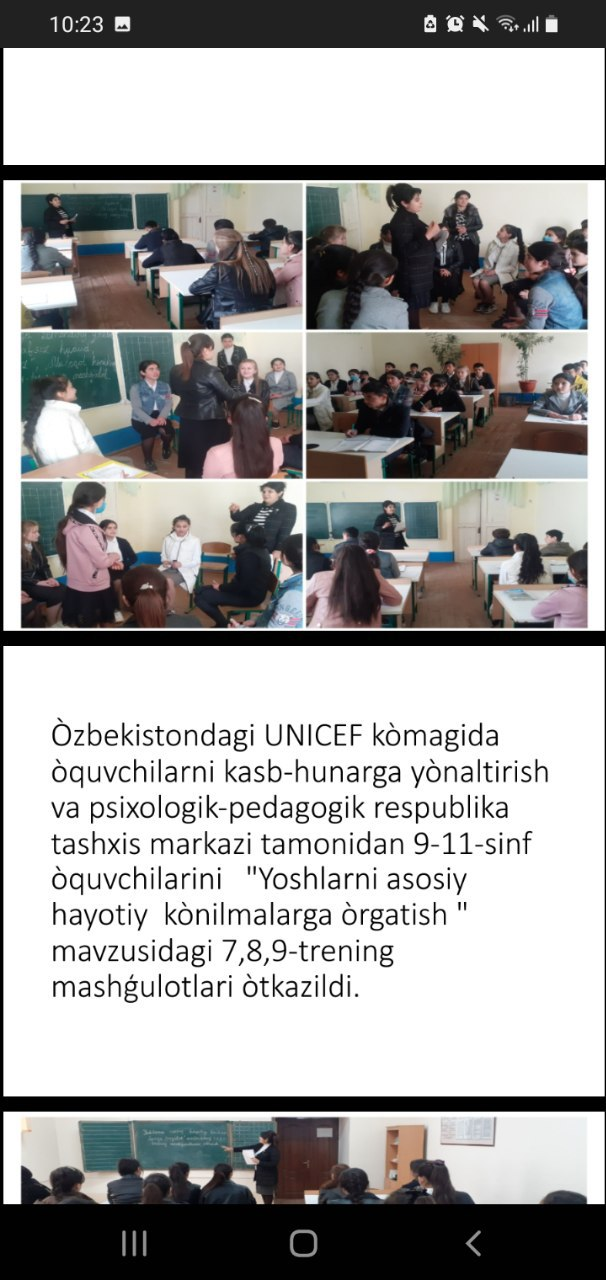 10:23
Òzbekistondagi UNICEF kòmagida
òquvchilarni kasb-hunarga yònaltirish
va psixologik-pedagogik respublika
tashxis markazi tamonidan 9-11-sinf
òquvchilarini "Yoshlarni asosiy
hayotiy kònilmalarga òrgatish "
mavzusidagi 7,8,9-trening
mashǵulotlari òtkazildi.